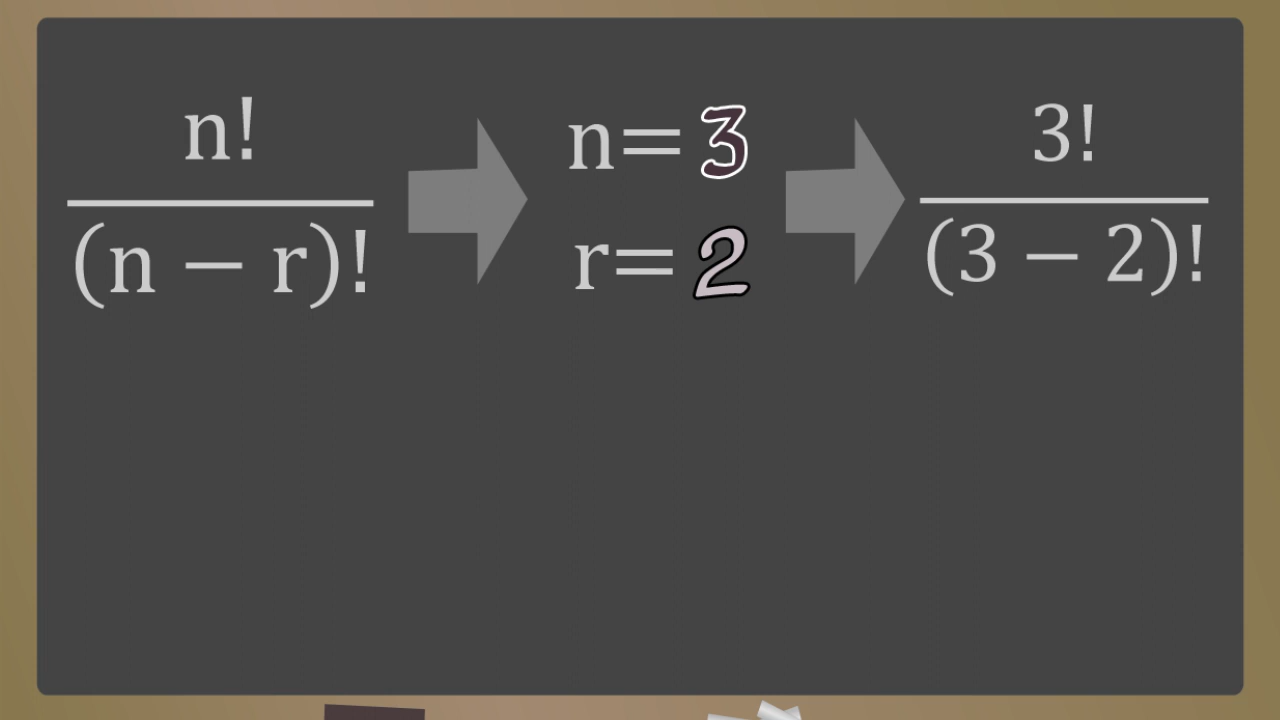 n!
(n − r)!
n= 3
r= 2
3!
(3 − 2)!